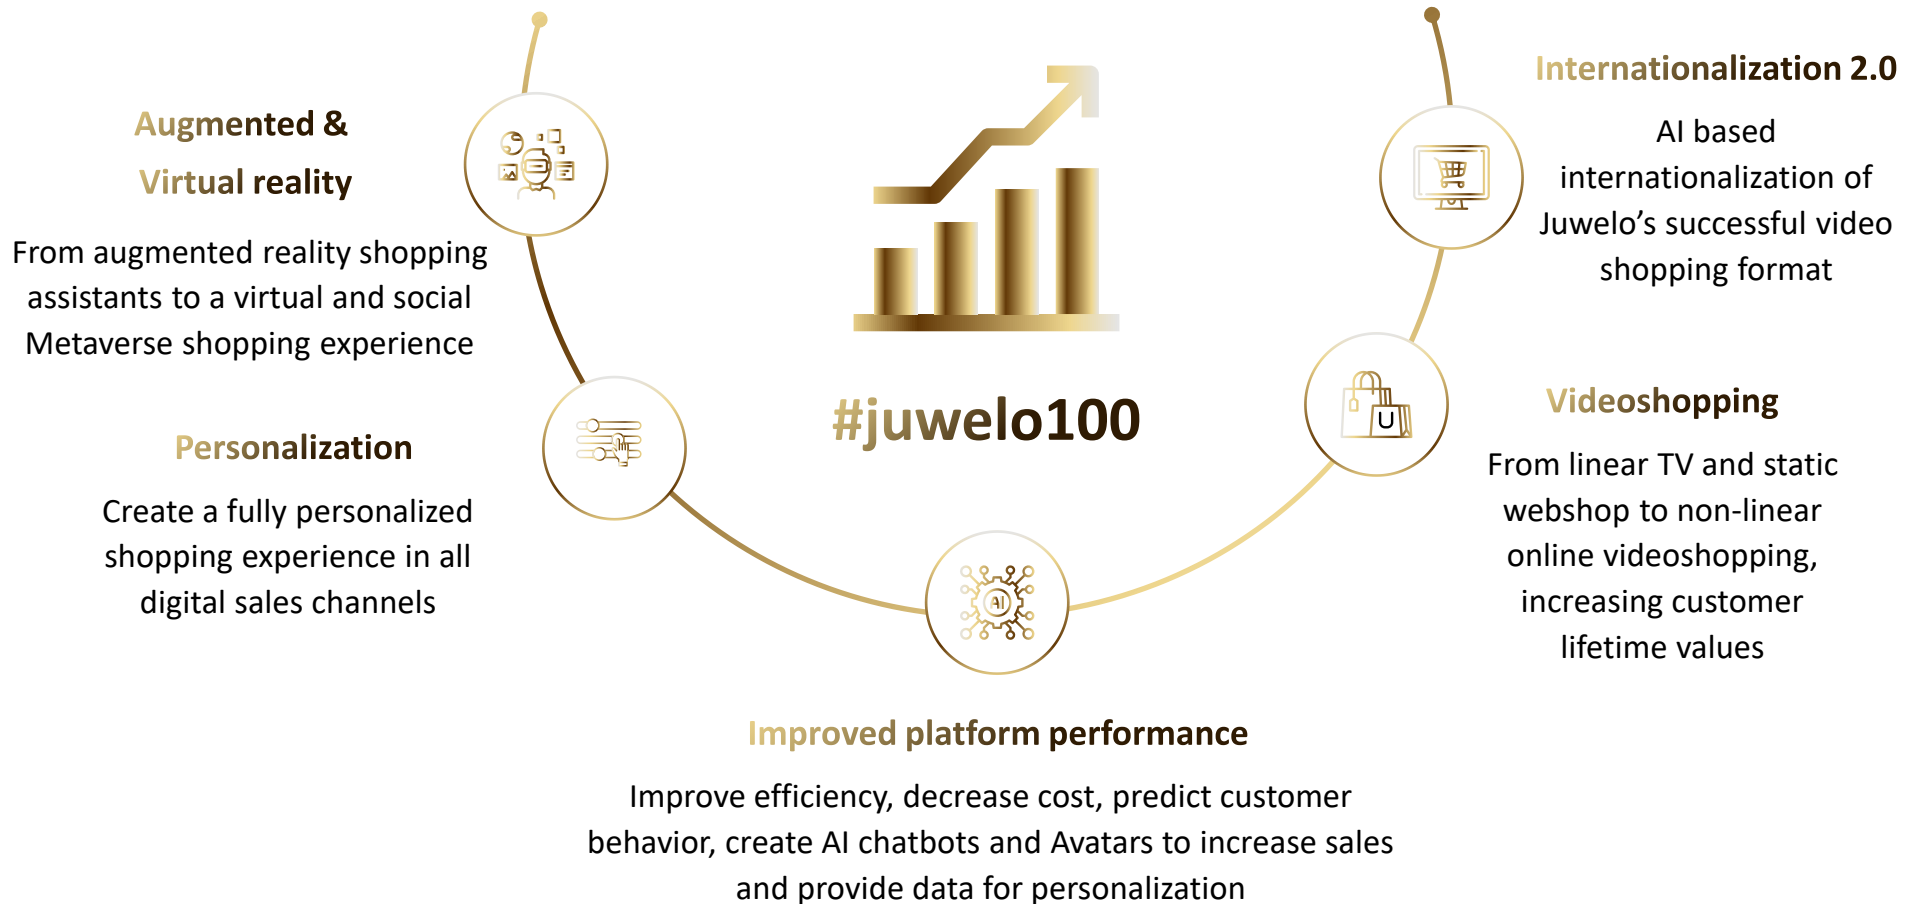 Augmented &
Virtual reality
From augmented reality shopping
assistants to a virtual and social
Metaverse shopping experience
Personalization
Create a fully personalized
shopping experience in all
digital sales channels
#juwelo100
AI
Improved platform performance
Improve efficiency, decrease cost, predict customer
behavior, create AI chatbots and Avatars to increase sales
and provide data for personalization
Internationalization 2.0
AI based
internationalization of
Juwelo’s successful video
shopping format
U
Videoshopping
From linear TV and static
webshop to non-linear
online videoshopping,
increasing customer
lifetime values